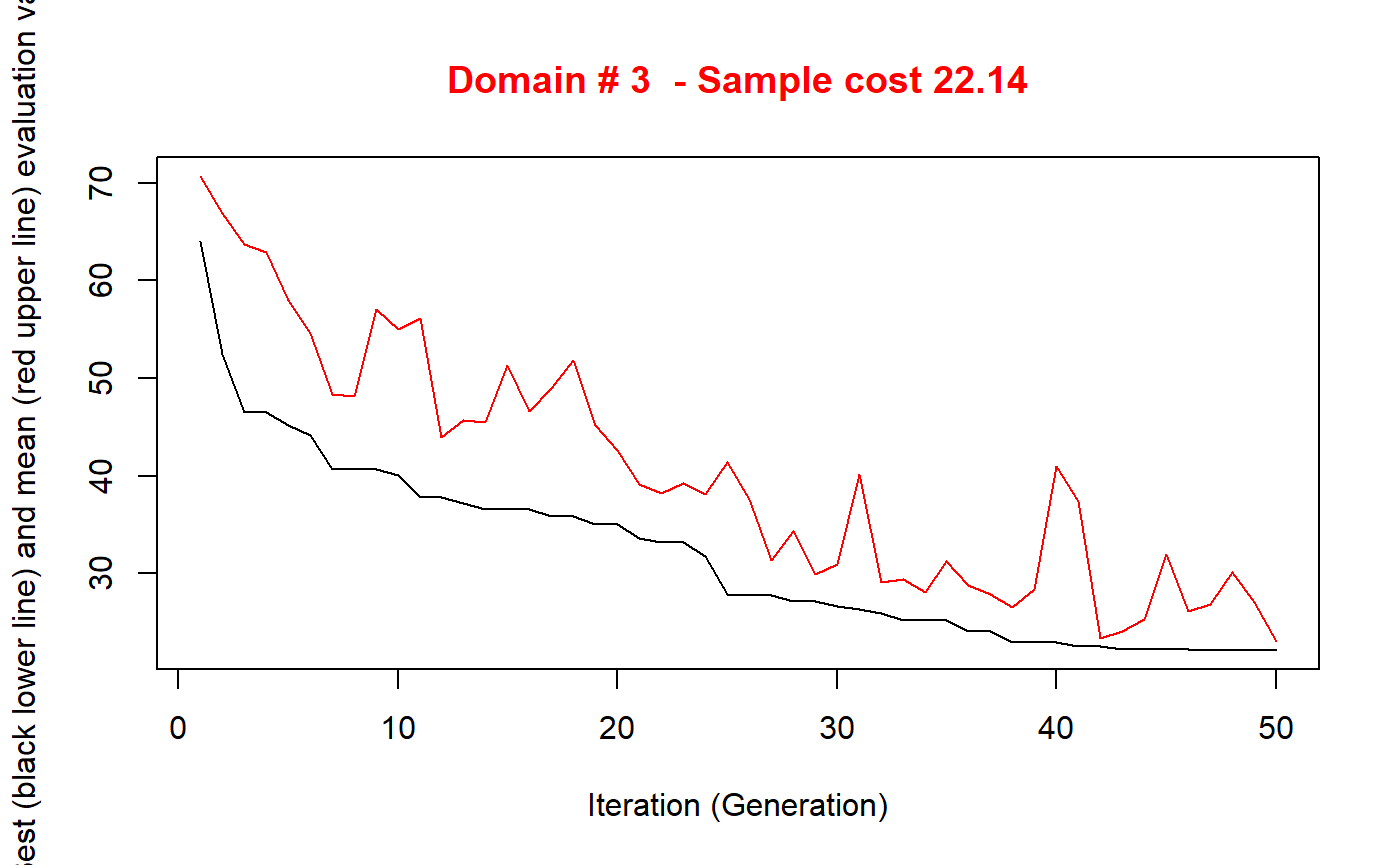 Domain # 3  - Sample cost 22.14
est (black lower line) and mean (red upper line) evaluation va
70
60
50
40
30
0 10 20 30 40 50
Iteration (Generation)